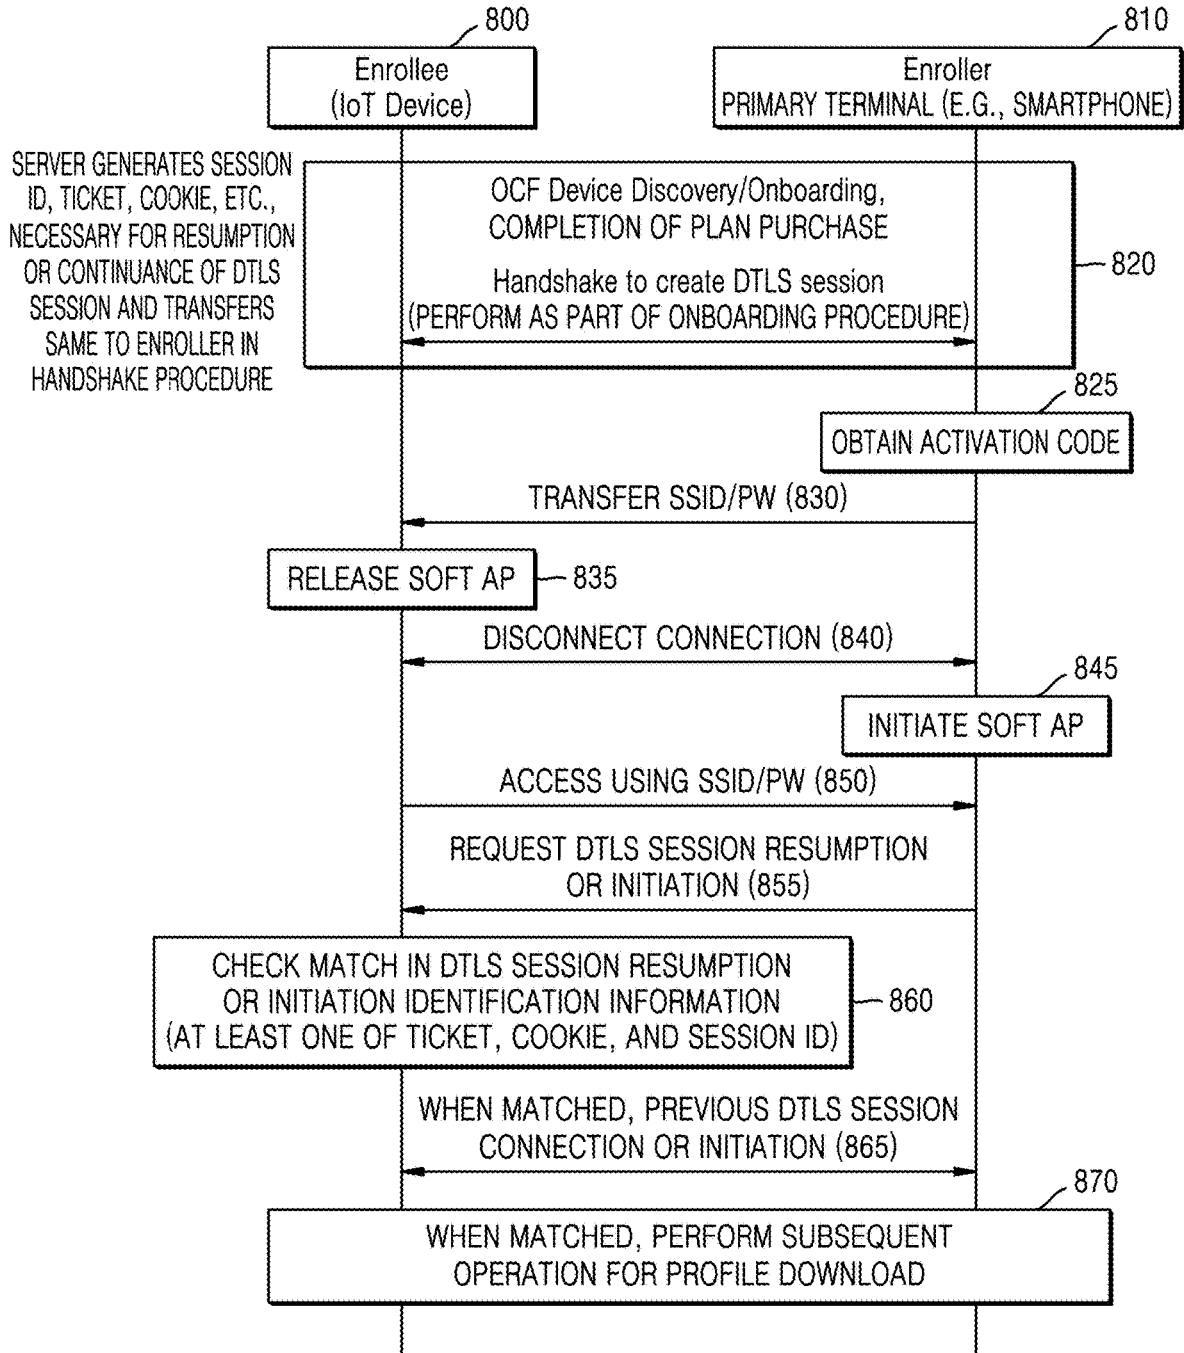 800
810
Enrollee
(IoT Device)
Enroller
PRIMARY TERMINAL (E.G., SMARTPHONE)
SERVER GENERATES SESSION
ID, TICKET, COOKIE, ETC.,
NECESSARY FOR RESUMPTION
OR CONTINUANCE OF DTLS
SESSION AND TRANSFERS
SAME TO ENROLLER IN
HANDSHAKE PROCEDURE
OCF Device Discovery/Onboarding,
COMPLETION OF PLAN PURCHASE
Handshake to create DTLS session
(PERFORM AS PART OF ONBOARDING PROCEDURE)
820
825
OBTAIN ACTIVATION CODE
TRANSFER SSID/PW (830)
RELEASE SOFT AP
835
DISCONNECT CONNECTION (840)
845
INITIATE SOFT AP
ACCESS USING SSID/PW (850)
REQUEST DTLS SESSION RESUMPTION
OR INITIATION (855)
CHECK MATCH IN DTLS SESSION RESUMPTION
OR INITIATION IDENTIFICATION INFORMATION
(AT LEAST ONE OF TICKET, COOKIE, AND SESSION ID)
860
WHEN MATCHED, PREVIOUS DTLS SESSION
CONNECTION OR INITIATION (865)
870
WHEN MATCHED, PERFORM SUBSEQUENT
OPERATION FOR PROFILE DOWNLOAD